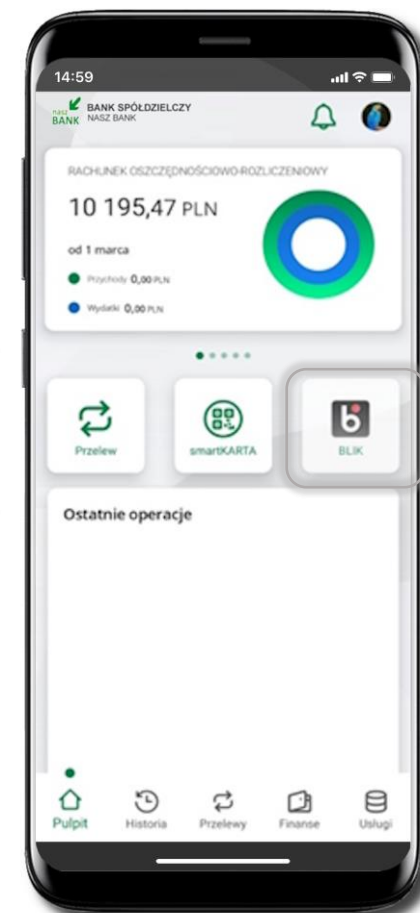 14:59
nasz BANK
BANK SPÓŁDZIELCZY
NASZ BANK
RACHUNEK OSZCZĘDNOŚCIOWO-ROZLICZENIOWY
10 195,47 PLN
od 1 marca
Przychody 0,00 PLN
Wydatki 0,00 PLN
Przelew
smartKARTA
BLIK
Ostatnie operacje
Pulpit
Historia
Przelewy
Finanse
Usługi